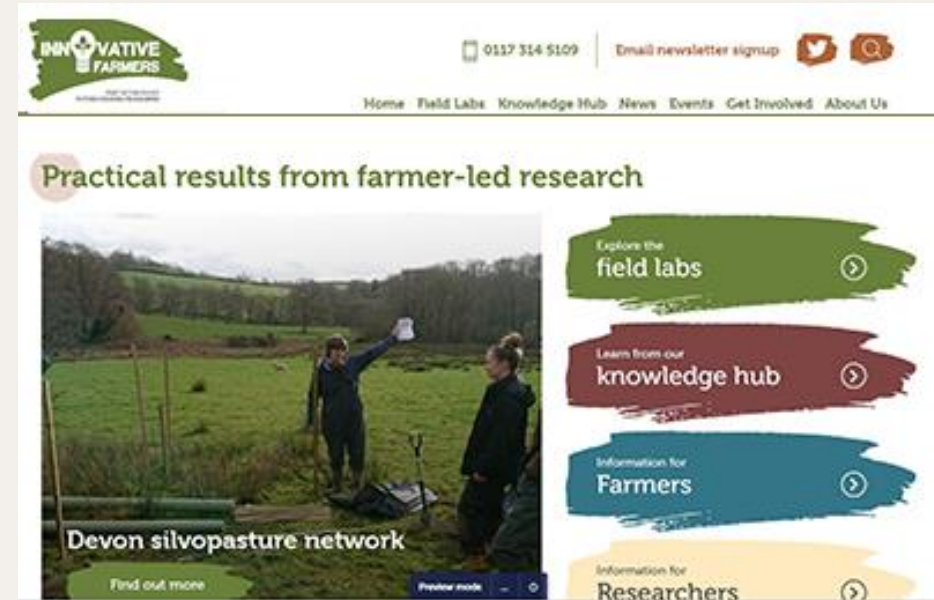 INNOVATIVE
FARMERS
0117 314 5109
Email newsletter signup
Home Field Labs Knowledge Hub News Events Get Involved About Us
Practical results from farmer-led research
Devon silvopasture network
Find out more
Preview mode
Explore the
field labs
Learn from our
knowledge hub
Information for
Farmers
Information for
Researchers